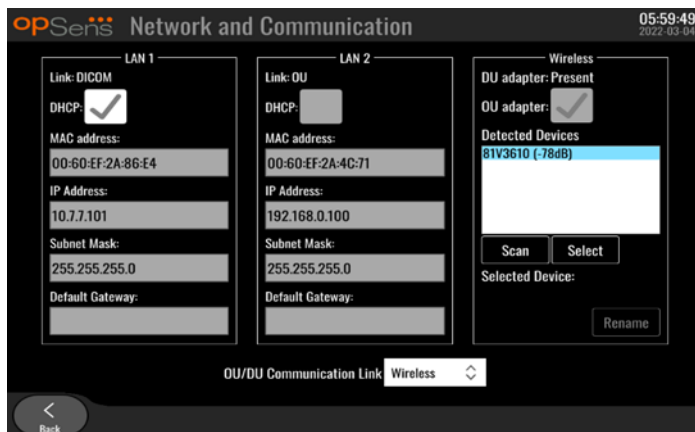 opSens Network and Communication
05:59:49
2022-03-04
LAN 1
Link: DICOM
DHCP:
MAC address:
00:60:EF:2A:86:E4
IP Address:
10.7.7.101
Subnet Mask:
255.255.255.0
Default Gateway:
LAN 2
Link: OU
DHCP:
MAC address:
00:60:EF:2A:4C:71
IP Address:
192.168.0.100
Subnet Mask:
255.255.255.0
Default Gateway:
Wireless
DU adapter: Present
OU adapter:
Detected Devices
81V3610 (-78dB)
Scan Select
Selected Device:
Rename
OU/DU Communication Link Wireless
Back